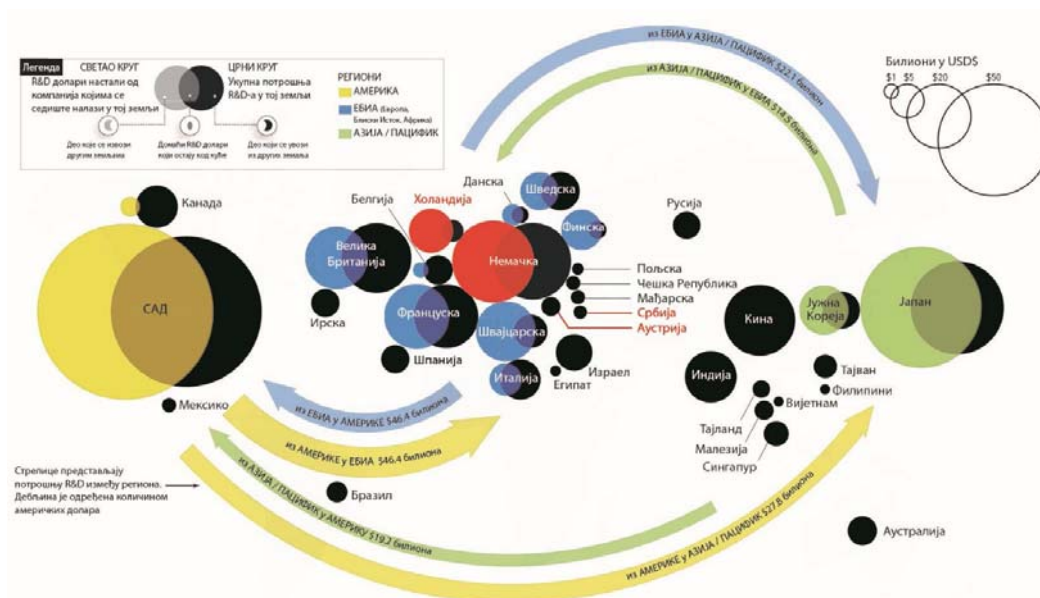 Легенда
СВЕТАО КРУГ
R&D долари настали од
компанија којима се
седиште налази у тој земљи
ЦРНИ КРУГ
Укупна потрошња
R&D-а у тој земљи
Део који се извози
другим земљама
Домаћи R&D долари
који остају код куће
Део који се увози
из других земаља
РЕГИОНИ
АМЕРИКА
ЕБИА (Европа,
Блиски Исток, Африка)
АЗИЈА / ПАЦИФИК
из ЕБИА у АЗИЈА / ПАЦИФИК $22.1 билион
из АЗИЈА / ПАЦИФИК у ЕБИА $14.5 билиона
Билиони у USD$
$1
$5
$20
$50
Канада
САД
Мексико
Белгија
Холандија
Данска
Шведска
Финска
Велика
Британија
Немачка
Русија
Ирска
Француска
Швајцарска
Шпанија
Италија
Пољска
Чешка Република
Мађарска
Србија
Аустрија
Израел
Египат
Кина
Јужна
Кореја
Јапан
Индија
Тајван
Филипини
Вијетнам
Тајланд
Малезија
Сингапур
из ЕБИА у АМЕРИКЕ $46.4 билиона
из АМЕРИКЕ у ЕБИА $46.4 билиона
Стрелице представљају
потрошњу R&D између региона.
Дебљина је одређена количином
америчких долара
Бразил
из АЗИЈА / ПАЦИФИК у АМЕРИКУ $19.2 билиона
из АМЕРИКЕ у АЗИЈА / ПАЦИФИК $27.8 билиона
Аустралија